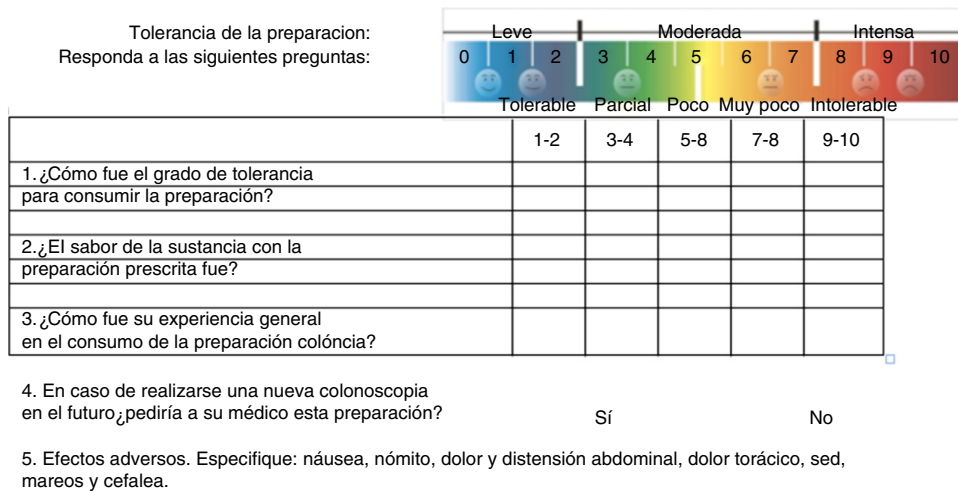 Tolerancia de la preparacion:
Responda a las siguientes preguntas:
Leve Moderada Intensa
0 1 2 3 4 5 6 7 8 9 10
Tolerable Parcial Poco Muy poco Intolerable
1-2 3-4 5-8 7-8 9-10
1.¿Cómo fue el grado de tolerancia
para consumir la preparación?
2.¿El sabor de la sustancia con la
preparación prescrita fue?
3.¿Cómo fue su experiencia general
en el consumo de la preparación colóncia?
4. En caso de realizarse una nueva colonoscopia
en el futuro¿pediría a su médico esta preparación?
Sí No
5. Efectos adversos. Especifique: náusea, nómito, dolor y distensión abdominal, dolor torácico, sed,
mareos y cefalea.